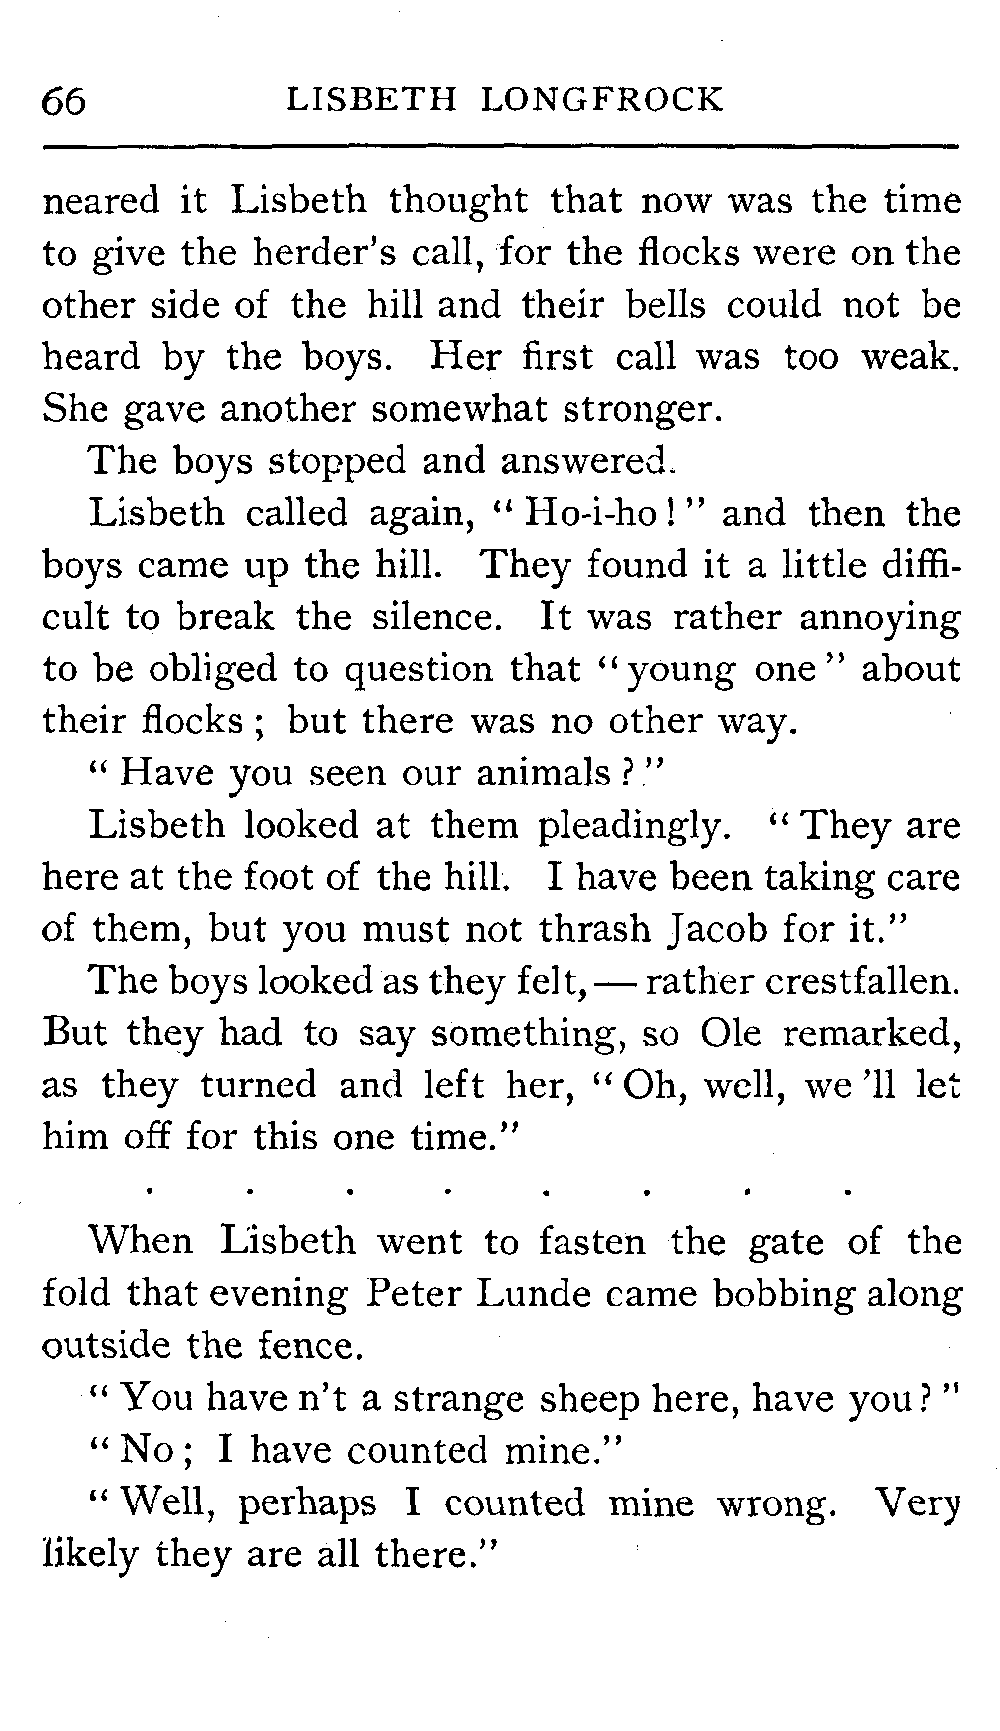 66 LISBETH LONGFROCK
neared it Lisbeth thought that now was the time
to give the herder's call, for the flocks were on the
other side of the hill and their bells could not be
heard by the boys. Her first call was too weak.
She gave another somewhat stronger.
The boys stopped and answered.
Lisbeth called again, "Ho-i-ho!" and then the
boys came up the hill. They found it a little diffi-
cult to break the silence. It was rather annoying
to be obliged to question that "young one" about
their flocks; but there was no other way.
"Have you seen our animals?"
Lisbeth looked at them pleadingly. "They are
here at the foot of the hill. I have been taking care
of them, but you must not thrash Jacob for it."
The boys looked as they felt,—rather crestfallen.
But they had to say something, so Ole remarked,
as they turned and left her, "Oh, well, we 'll let
him off for this one time."
. . . . . . . .
When Lisbeth went to fasten the gate of the
fold that evening Peter Lunde came bobbing along
outside the fence.
"You have n't a strange sheep here, have you?"
"No; I have counted mine."
"Well, perhaps I counted mine wrong. Very
likely they are all there."